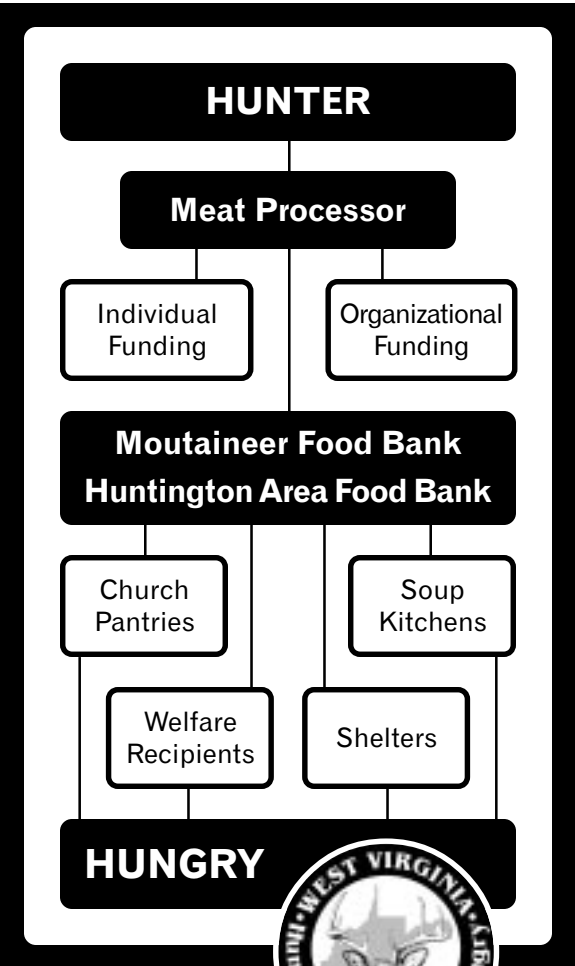 HUNTER
Meat Processor
Individual
Funding
Organizational
Funding
Moutaineer Food Bank
Huntington Area Food Bank
Church
Pantries
Soup
Kitchens
Welfare
Recipients
Shelters
HUNGRY
WEST VIRGINIA